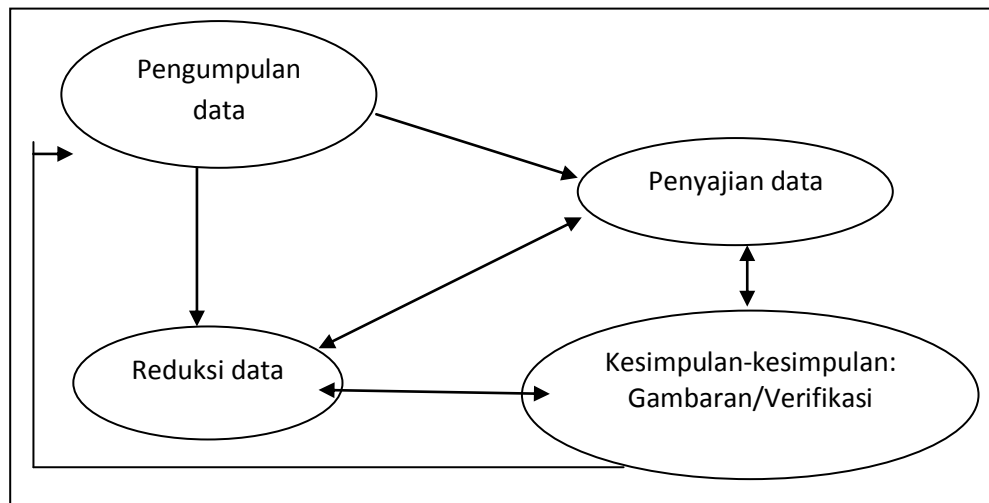 Pengumpulan
data
Penyajian data
Reduksi data
Kesimpulan-kesimpulan:
Gambaran/Verifikasi